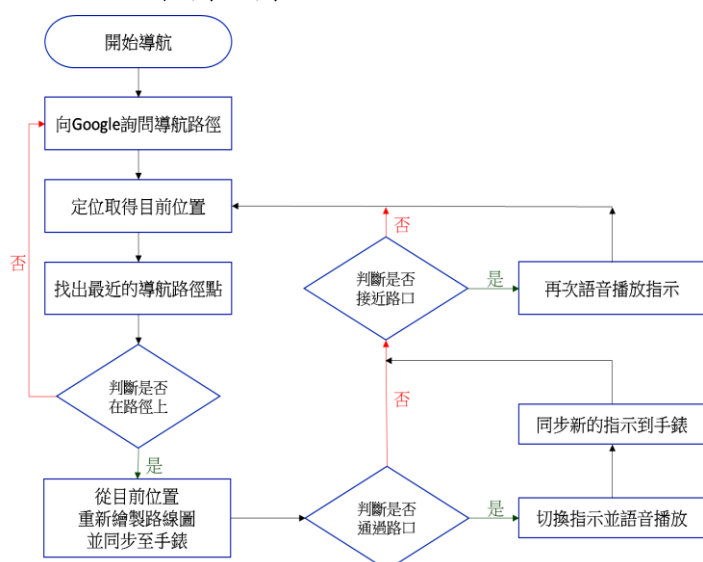 開始導航
向Google詢問導航路徑
定位取得目前位置
否
否
判斷是否
接近路口
是
再次語音播放指示
找出最近的導航路徑點
判斷是否
在路徑上
否
同步新的指示到手錶
是
從目前位置
重新繪製路線圖
並同步至手錶
判斷是否
通過路口
是
切換指示並語音播放